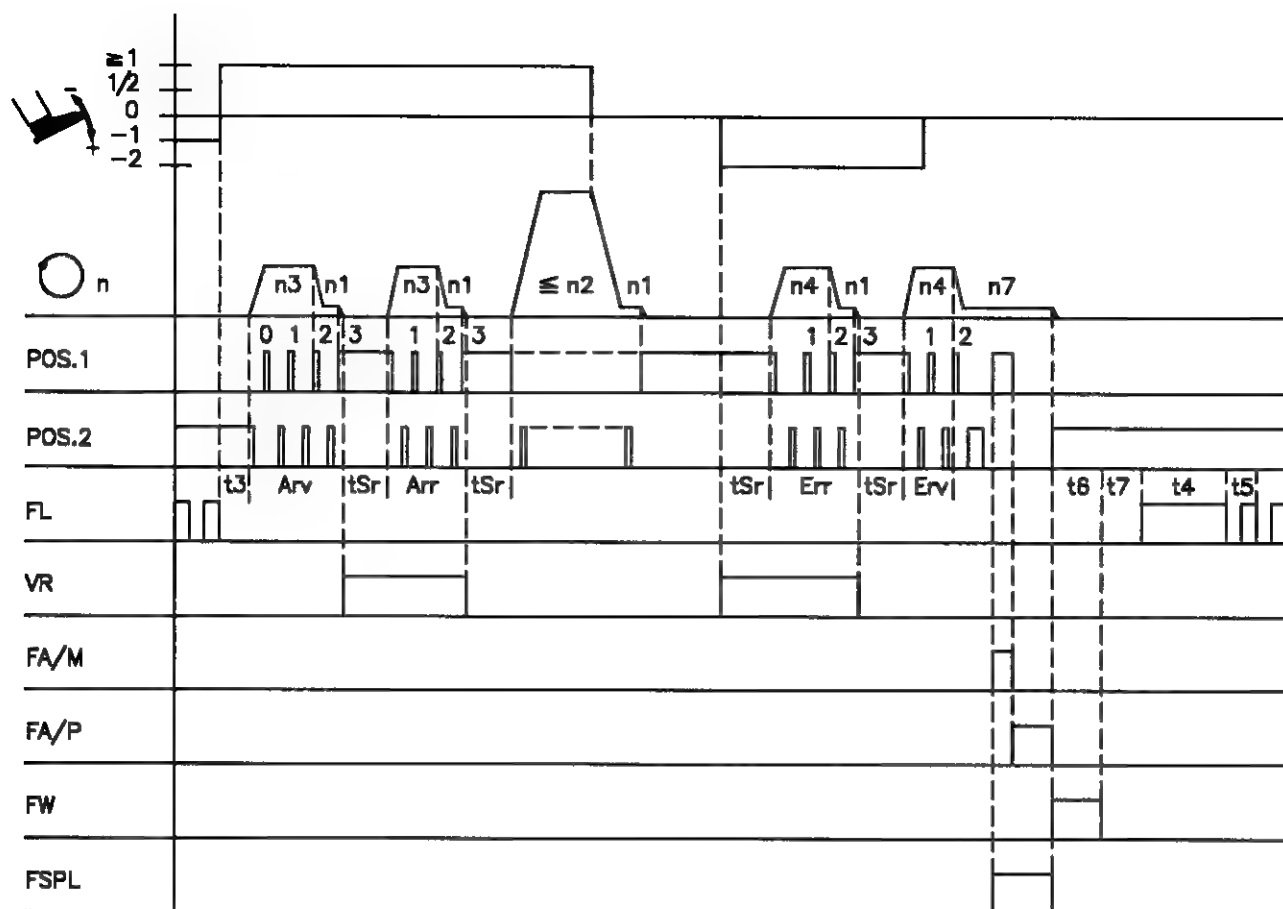 ≧ 1
1/2
0
-1
-2
-
+
n
n3 n1 n3 n1 ≦ n2 n1 n4 n1 n4 n7
0 1 2 3 1 2 3 1 2 3 1 2
POS.1
POS.2
t3 Arv tSr Arr tSr tSr Err tSr Erv t6 t7 t4 t5
FL
VR
FA/M
FA/P
FW
FSPL